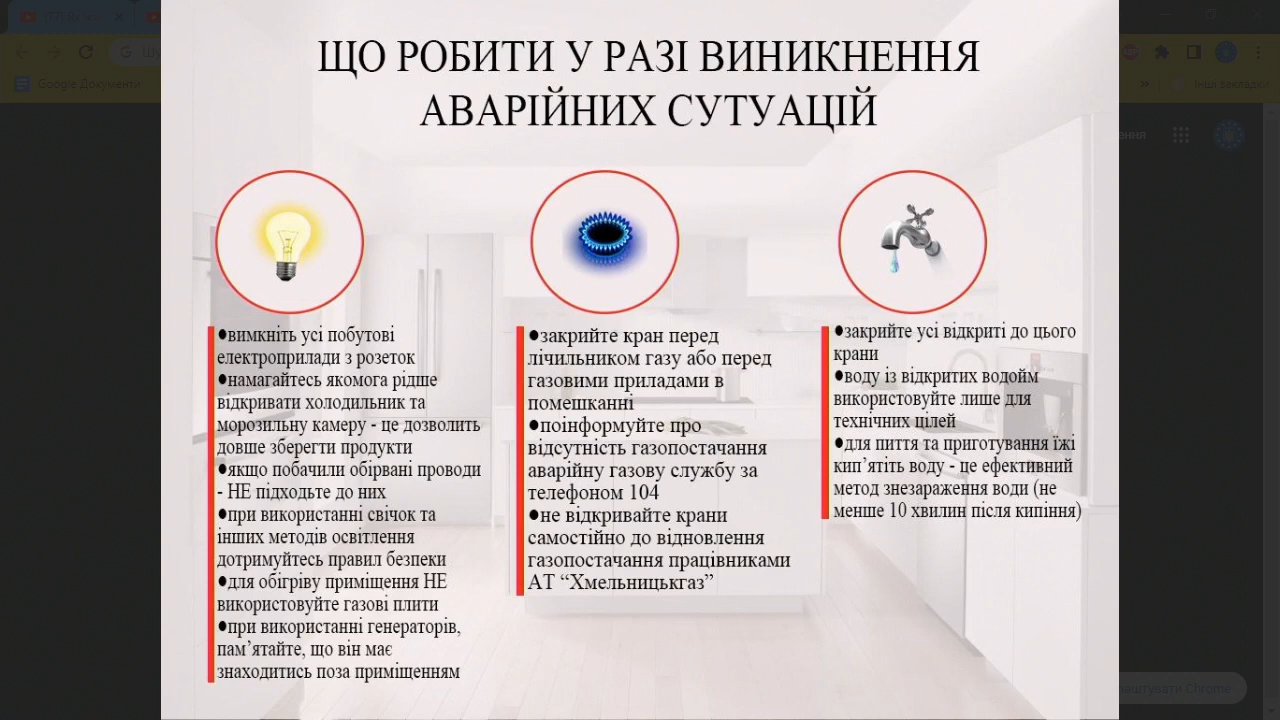 Google Документи
Інші закладки
ЩО РОБИТИ У РАЗІ ВИНИКНЕННЯ
АВАРІЙНИХ СУТУАЦІЙ
●вимкніть усі побутові
електроприлади з розеток
●намагайтесь якомога рідше
відкривати холодильник та
морозильну камеру - це дозволить
довше зберегти продукти
●якщо побачили обірвані проводи
- НЕ підходьте до них
●при використанні свічок та
інших методів освітлення
дотримуйтесь правил безпеки
●для обігріву приміщення НЕ
використовуйте газові плити
●при використанні генераторів,
пам’ятайте, що він має
знаходитись поза приміщенням
●закрийте кран перед
лічильником газу або перед
газовими приладами в
помешканні
●поінформуйте про
відсутність газопостачання
аварійну газову службу за
телефоном 104
●не відкривайте крани
самостійно до відновлення
газопостачання працівниками
АТ “Хмельницькгаз”
●закрийте усі відкриті до цього
крани
●воду із відкритих водойм
використовуйте лише для
технічних цілей
●для пиття та приготування їжі
кип’ятіть воду - це ефективний
метод знезараження води (не
менше 10 хвилин після кипіння)
Chrome